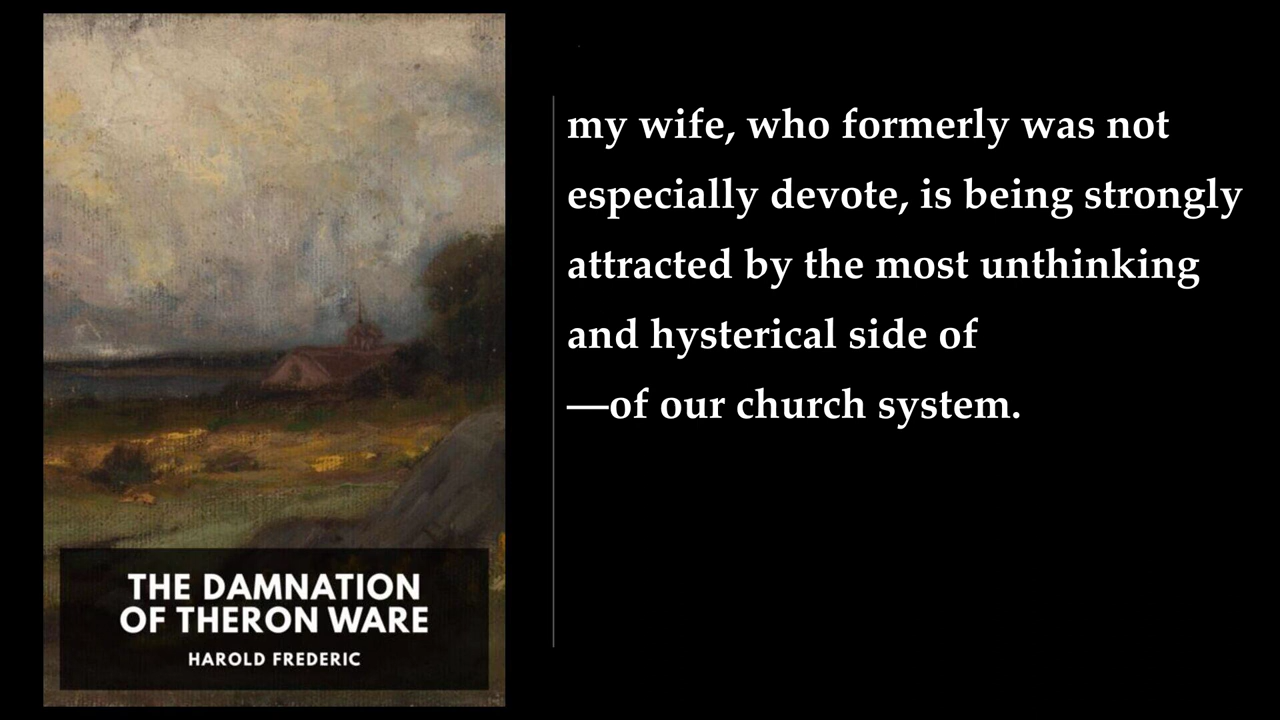 my wife, who formerly was not
especially devote, is being strongly
attracted by the most unthinking
and hysterical side of
—of our church system.
THE DAMNATION
OF THERON WARE
HAROLD FREDERIC